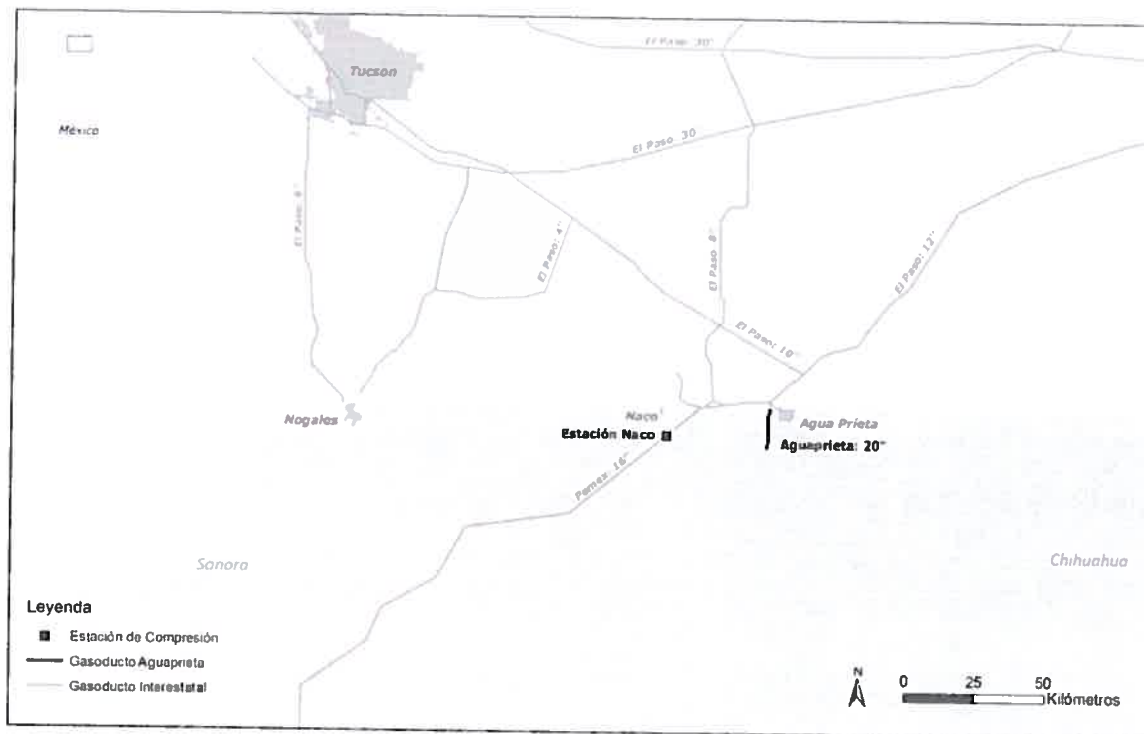 El Paso: 30"
Tucson
México
El Paso: 30
El Paso: 6"
El Paso: 4"
El Paso: 8"
El Paso: 12"
El Paso: 10"
Nogales
Naco
Agua Prieta
Estación Naco
Aguaprieta: 20"
Pemex: 16"
Sonora
Chihuahua
Leyenda
Estación de Compresión
Gasoducto Aguaprieta
Gasoducto Interestatal
N
0 25 50
Kilómetros